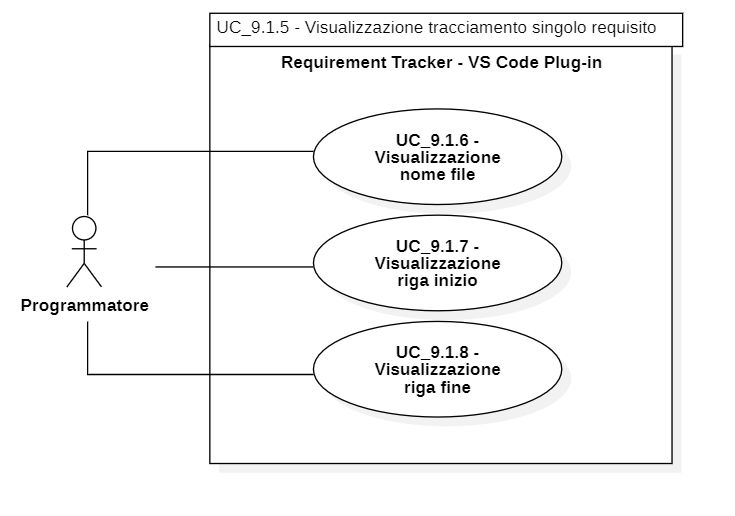 UC_9.1.5 - Visualizzazione tracciamento singolo requisito
Requirement Tracker - VS Code Plug-in
UC_9.1.6 -
Visualizzazione
nome file
UC_9.1.7 -
Visualizzazione
riga inizio
Programmatore
UC_9.1.8 -
Visualizzazione
riga fine